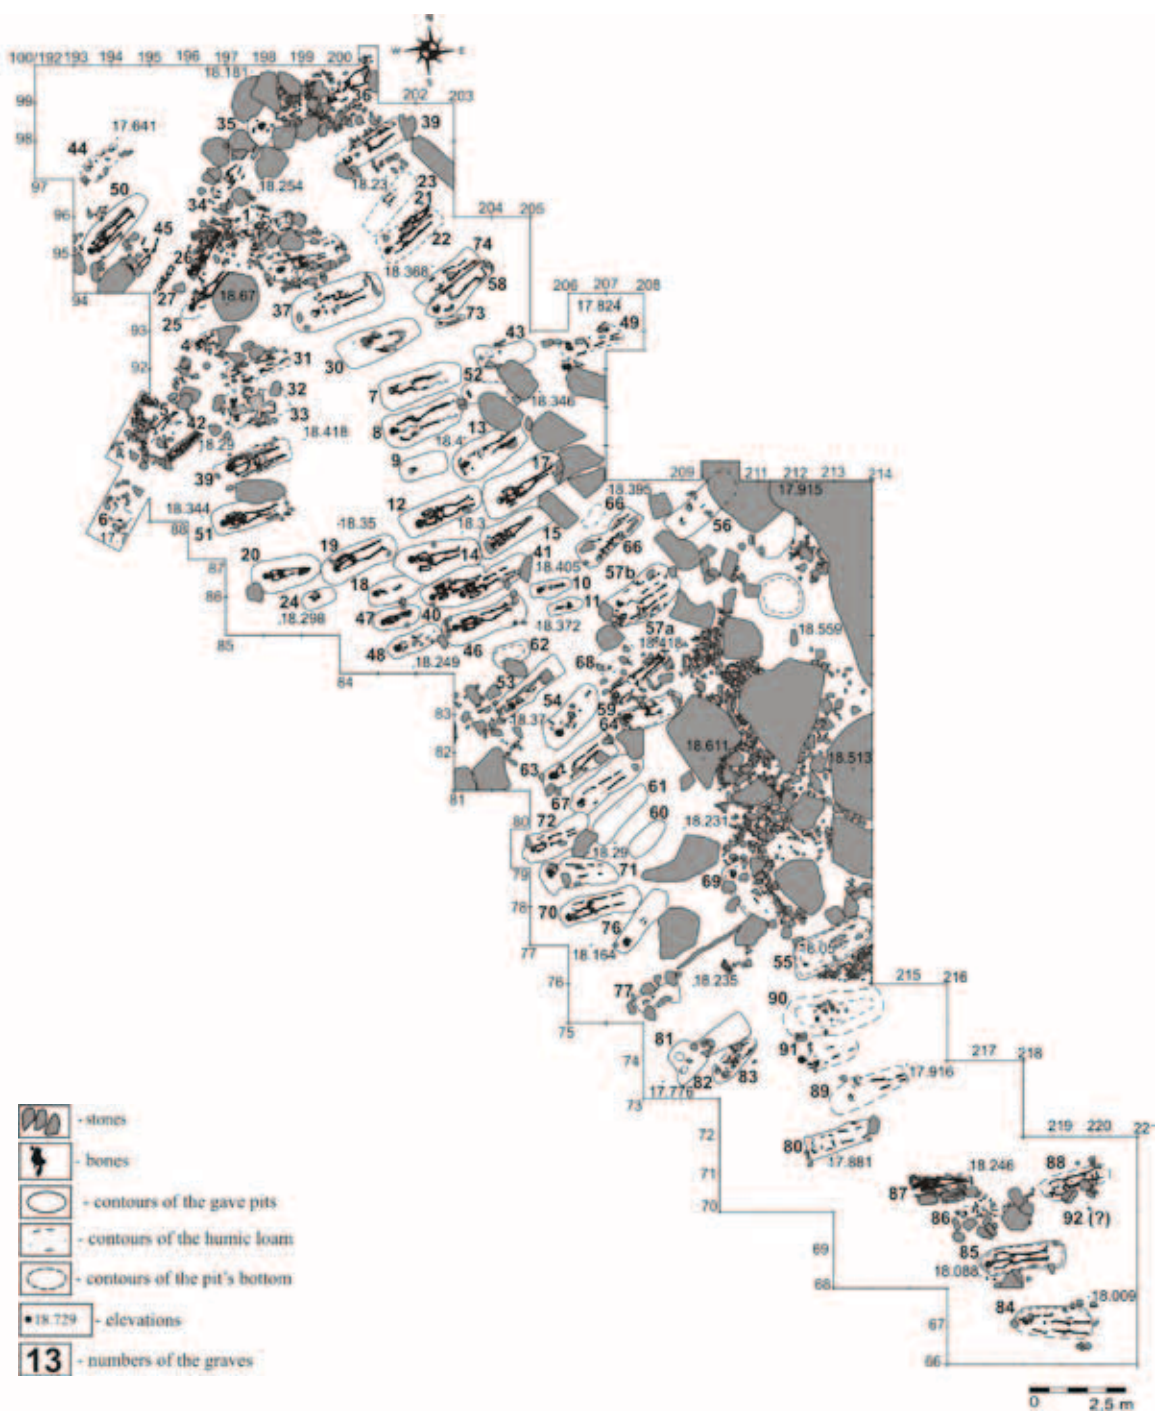 N
W E
S
100/192 193 194 195 196 197 198 199 200
18.181
99 36 202 203
35 39
98 17.641
44 18.23 23
97 18.254 21
50 34 204 205
96 1 22
45 74
95 26 18.368 58
27 18.67 206 207 208
94 37 73 17.824
25 43 49
93 4 30
31 52
92 7 18.346
32
5 33 8 13
42 18.418 18.4
18.29 9 17
39 209 211 212 213 214
12 18.395 17.915
18.344 18.35 18.3 66 56
6 88 51 15
17.
19 14 66
20 41 18.405 57b
87 18 10
86 24 40 11
47 18.298 18.372 57a 18.559
85 46 18.418
48 18.249 62 68
84 53
54 59
83 18.37 64
82 18.611 18.513
63
81 67 61
60
80 72 18.231
18.29
79 71 69
78 70
76
77 18.164 55 18.05
18.235 215 216
76 77 90
75 81 91 217 218
74 82 83
17.776 89 17.916
73
72 80 219 220 22
17.881
71 18.246 88
87
70 86 92 (?)
69 85
68 18.088
84 18.009
67
66
- stones
- bones
- contours of the gave pits
- contours of the humic loam
- contours of the pit's bottom
18.729 - elevations
13 - numbers of the graves
0 2.5 m